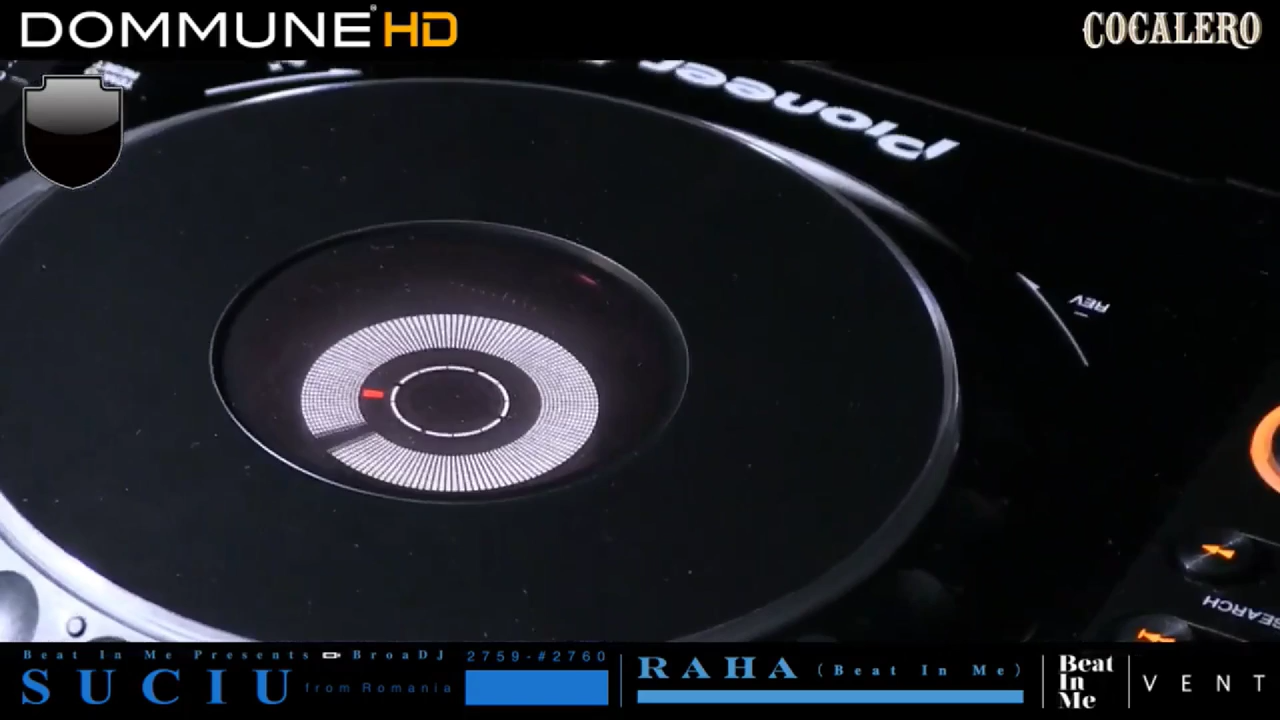 DOMMUNE® HD
COCALERO
Pioneer
REV
SEARCH
Beat In Me Presents BroaDJ 2759-#2760
SUCIU from Romania
RAHA (Beat In Me)
Beat
In
Me
VENT